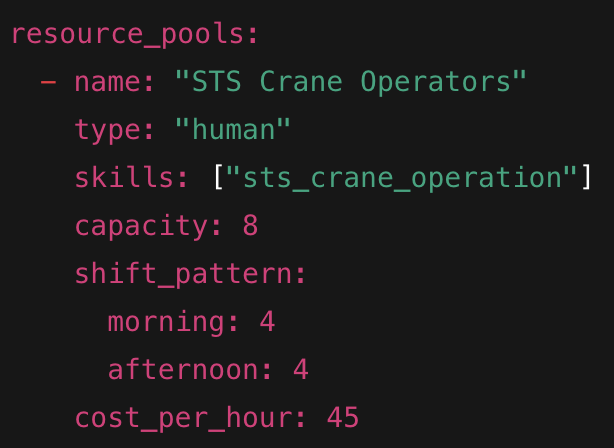 resource_pools:
  - name: "STS Crane Operators"
    type: "human"
    skills: ["sts_crane_operation"]
    capacity: 8
    shift_pattern:
      morning: 4
      afternoon: 4
    cost_per_hour: 45